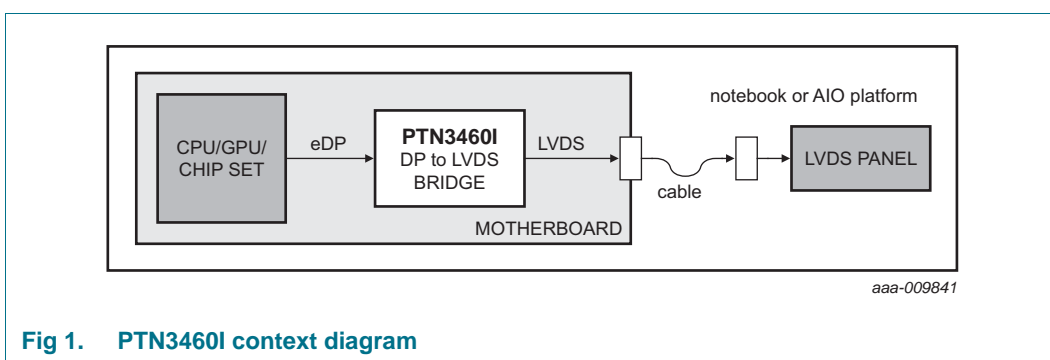 notebook or AIO platform
CPU/GPU/
CHIP SET
eDP
PTN3460I
DP to LVDS
BRIDGE
LVDS
cable
LVDS PANEL
MOTHERBOARD
aaa-009841
Fig 1. PTN3460I context diagram